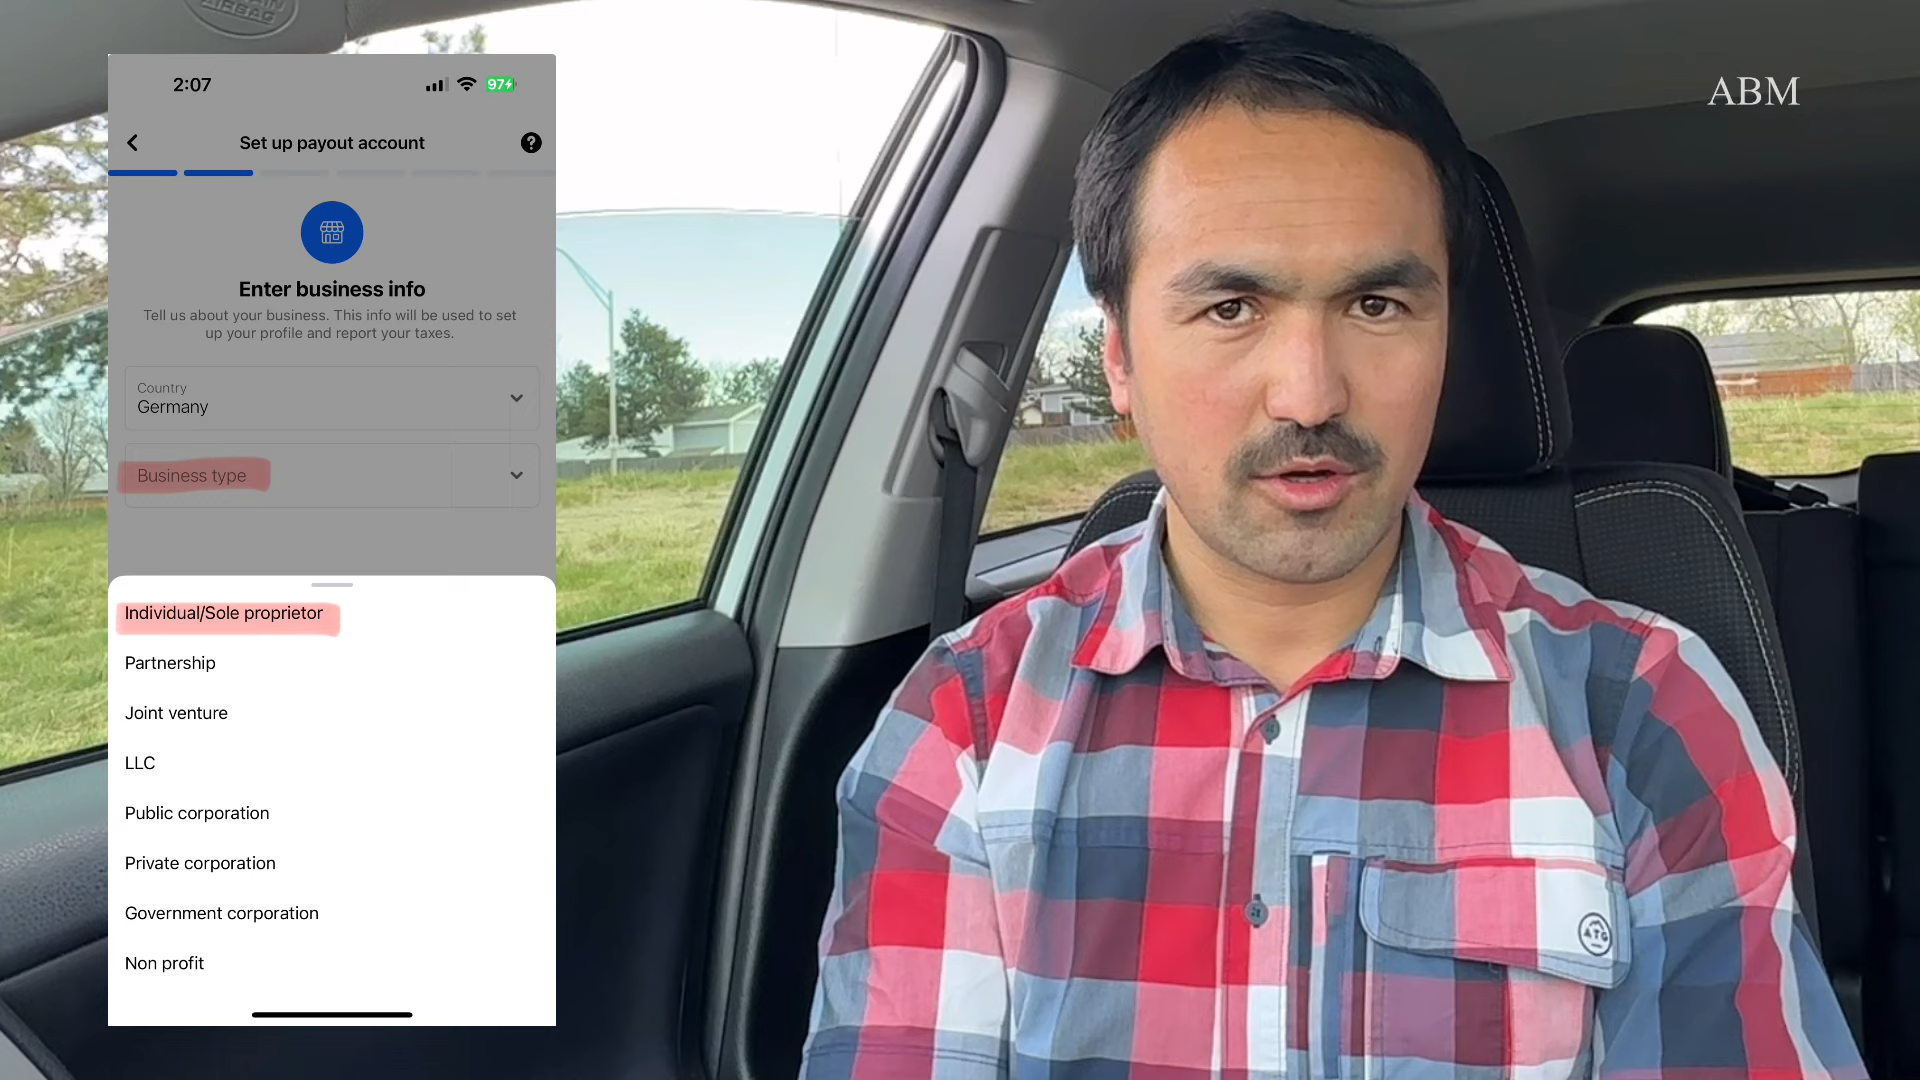 AIRBAG
2:07
97
Set up payout account
?
Enter business info
Tell us about your business. This info will be used to set
up your profile and report your taxes.
Country
Germany
Business type
Individual/Sole proprietor
Partnership
Joint venture
LLC
Public corporation
Private corporation
Government corporation
Non profit
ABM
ATG